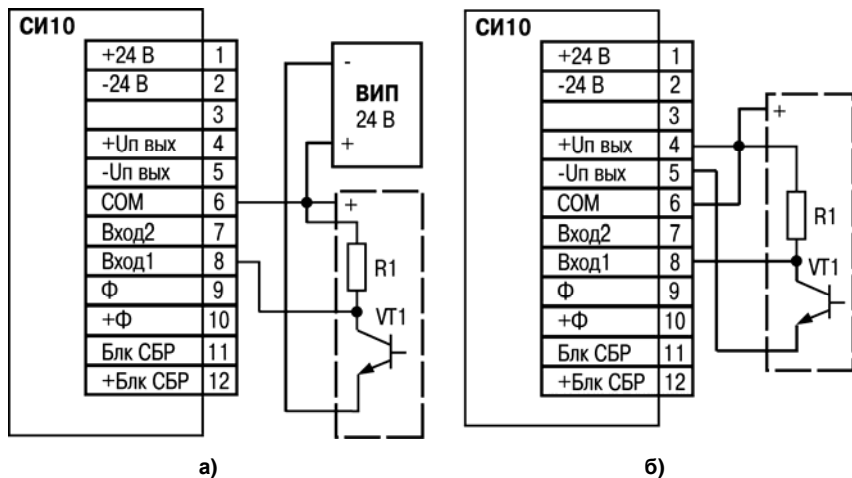 СИ10
+24 В 1
-24 В 2
3
+Uп вых 4
-Uп вых 5
COM 6
Вход2 7
Вход1 8
Ф 9
+Ф 10
Блк СБР 11
+Блк СБР 12
-
ВИП
24 В
+
+
R1
VT1
а)
СИ10
+24 В 1
-24 В 2
3
+Uп вых 4
-Uп вых 5
COM 6
Вход2 7
Вход1 8
Ф 9
+Ф 10
Блк СБР 11
+Блк СБР 12
+
R1
VT1
б)